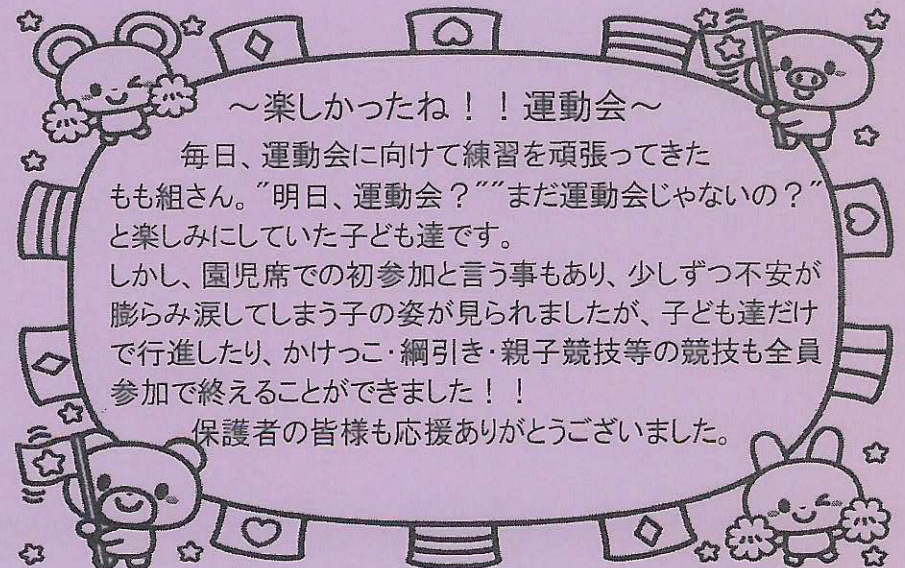 ～楽しかったね！！運動会～
毎日、運動会に向けて練習を頑張ってきた
もも組さん。"明日、運動会？""まだ運動会じゃないの？"
と楽しみにしていた子ども達です。
しかし、園児席での初参加と言う事もあり、少しずつ不安が
膨らみ涙してしまう子の姿が見られましたが、子ども達だけ
で行進したり、かけっこ・綱引き・親子競技等の競技も全員
参加で終えることができました！！
保護者の皆様も応援ありがとうございました。